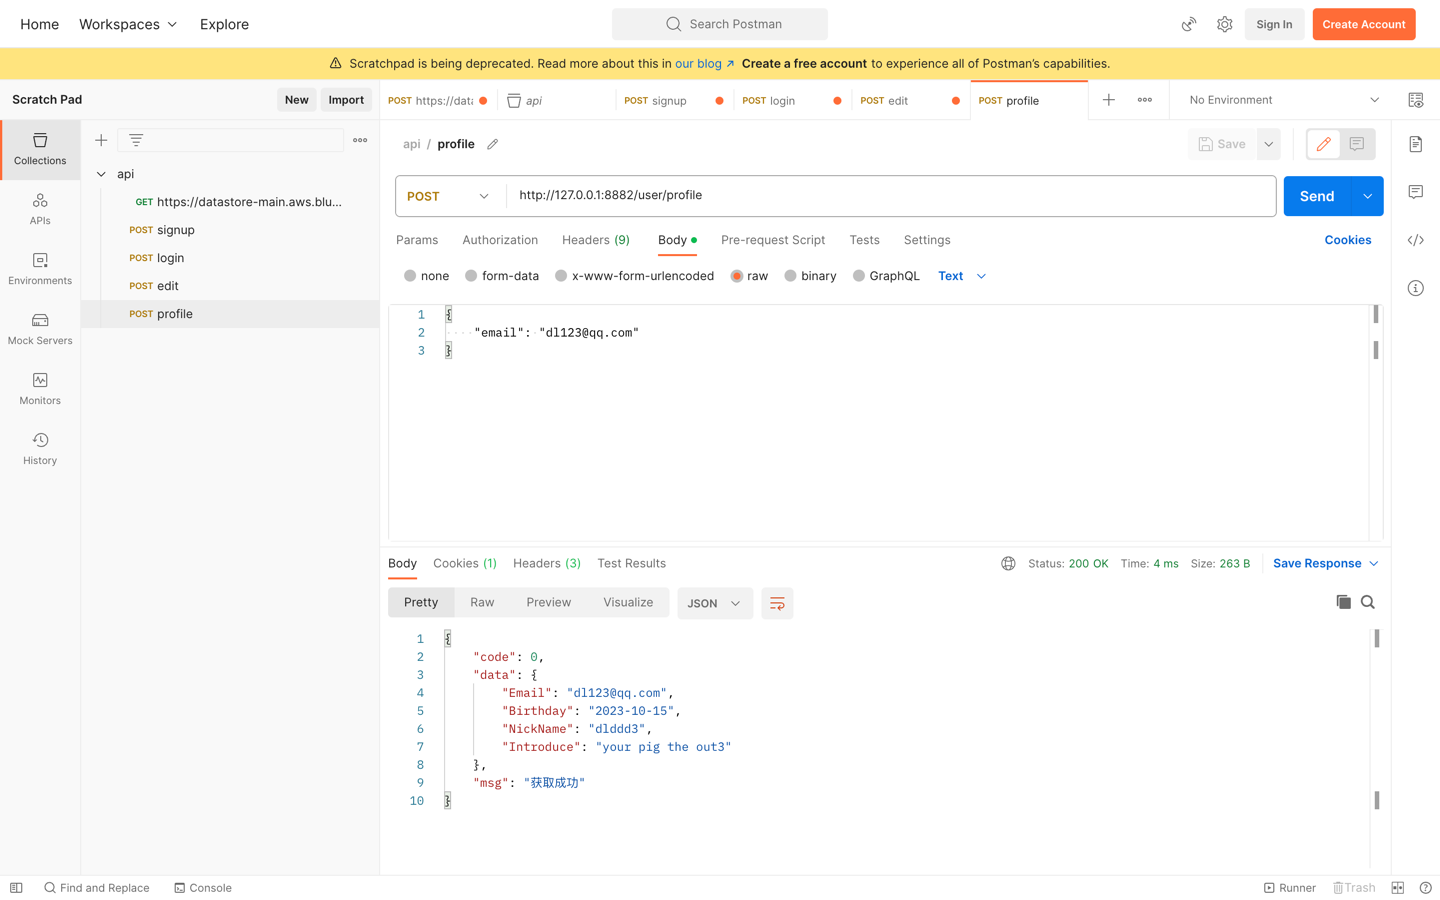 Home Workspaces Explore Search Postman Sign In Create Account
Scratchpad is being deprecated. Read more about this in our blog ↗ Create a free account to experience all of Postman's capabilities.
Scratch Pad New Import POST https://data api POST signup POST login POST edit POST profile No Environment
Collections
APIs
Environments
Mock Servers
Monitors
History
api
GET https://datastore-main.aws.blu...
POST signup
POST login
POST edit
POST profile
api / profile Save
POST http://127.0.0.1:8882/user/profile Send
Params Authorization Headers (9) Body Pre-request Script Tests Settings Cookies
none form-data x-www-form-urlencoded raw binary GraphQL Text
1 {
2 "email": "dl123@qq.com"
3 }
Body Cookies (1) Headers (3) Test Results Status: 200 OK Time: 4 ms Size: 263 B Save Response
Pretty Raw Preview Visualize JSON
1 {
2 "code": 0,
3 "data": {
4 "Email": "dl123@qq.com",
5 "Birthday": "2023-10-15",
6 "NickName": "dlddd3",
7 "Introduce": "your pig the out3"
8 },
9 "msg": "获取成功"
10 }
Find and Replace Console Runner Trash